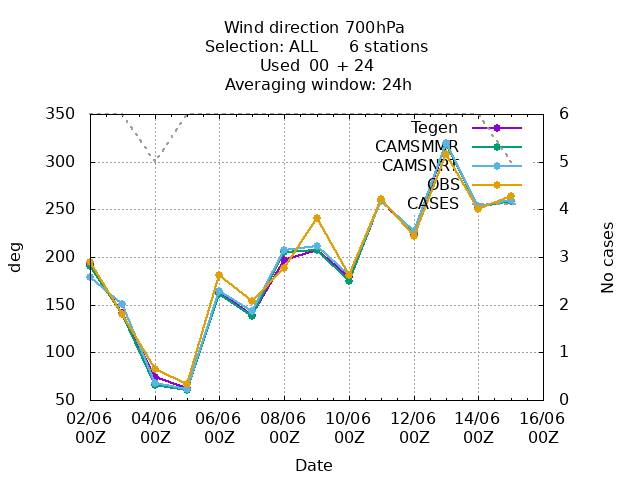 Wind direction 700hPa
Selection: ALL 6 stations
Used 00 + 24
Averaging window: 24h
350 6
Tegen
CAMSMMR
300 5
CAMSNRT
OBS
250 CASES 4
200 3
deg No cases
150 2
100 1
50 0
02/06 04/06 06/06 08/06 10/06 12/06 14/06 16/06
00Z 00Z 00Z 00Z 00Z 00Z 00Z 00Z
Date